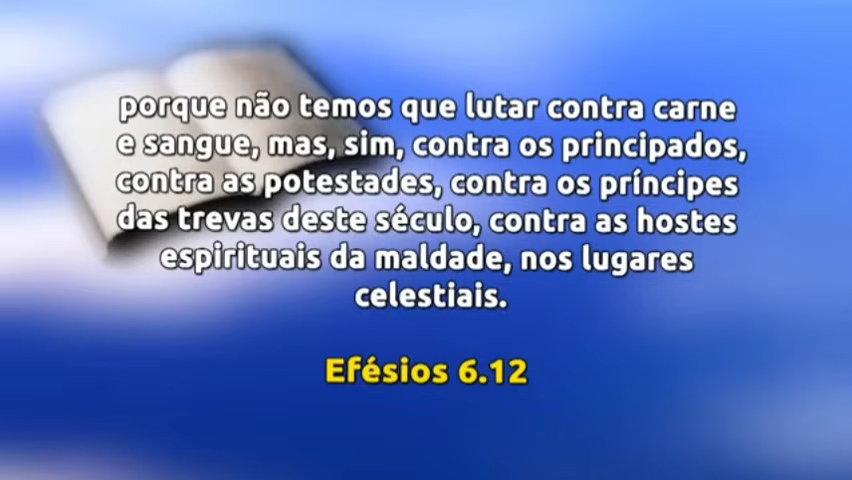 porque não temos que lutar contra carne
e sangue, mas, sim, contra os principados,
contra as potestades, contra os príncipes
das trevas deste século, contra as hostes
espirituais da maldade, nos lugares
celestiais.
Efésios 6.12